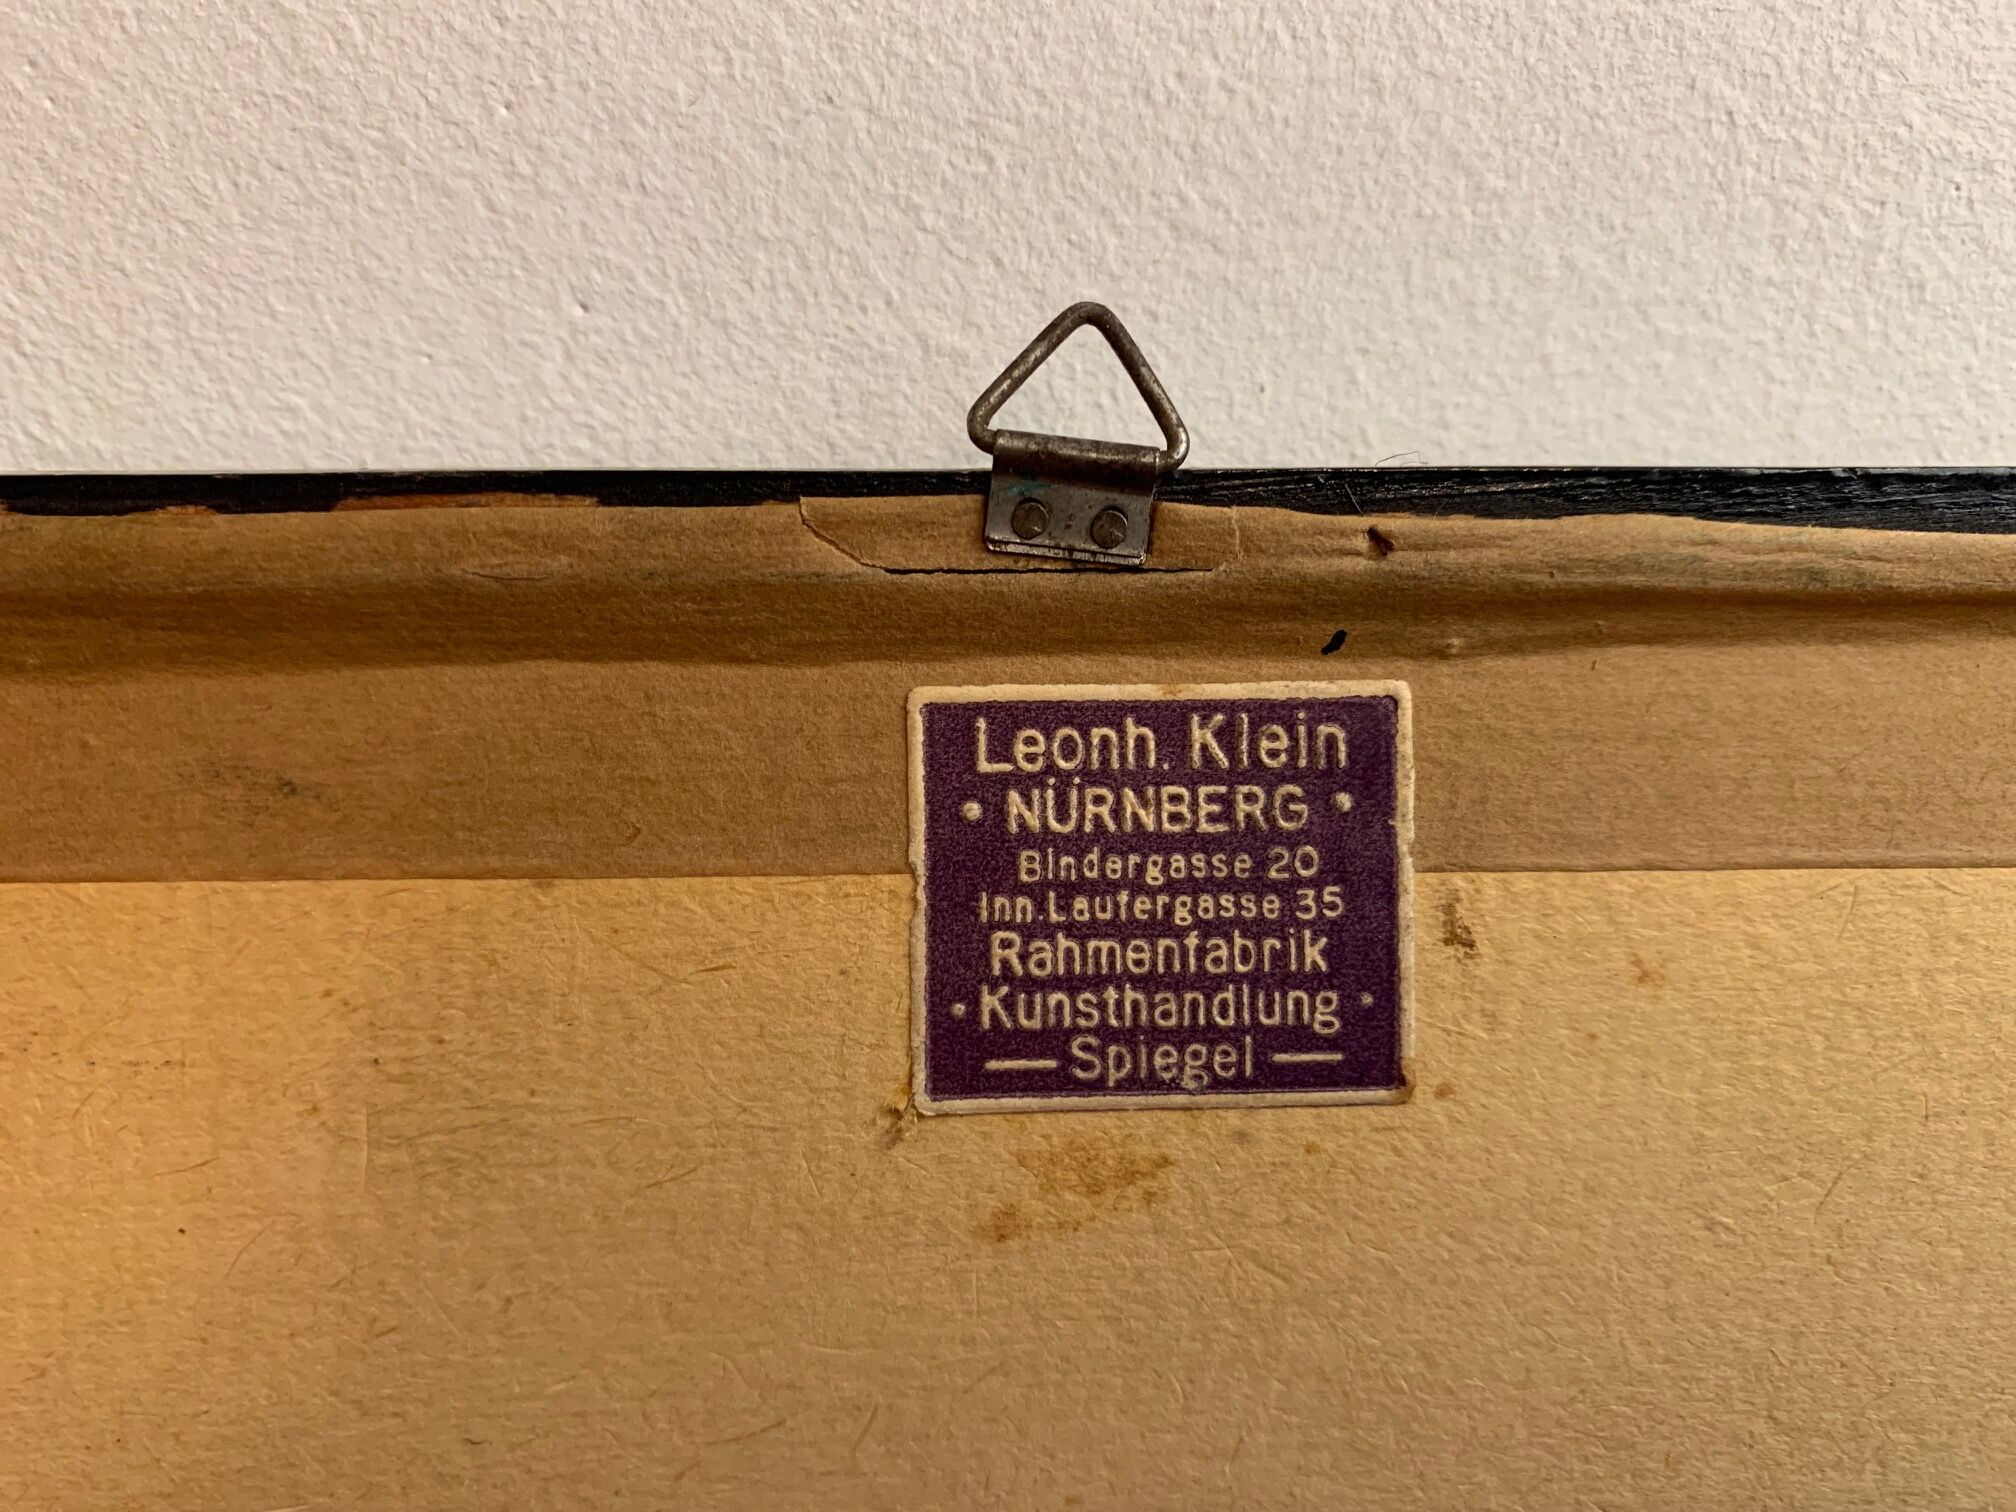 Leonh. Klein
· NÜRNBERG ·
Bindergasse 20
Inn. Laufergasse 35
Rahmenfabrik
· Kunsthandlung ·
— Spiegel —